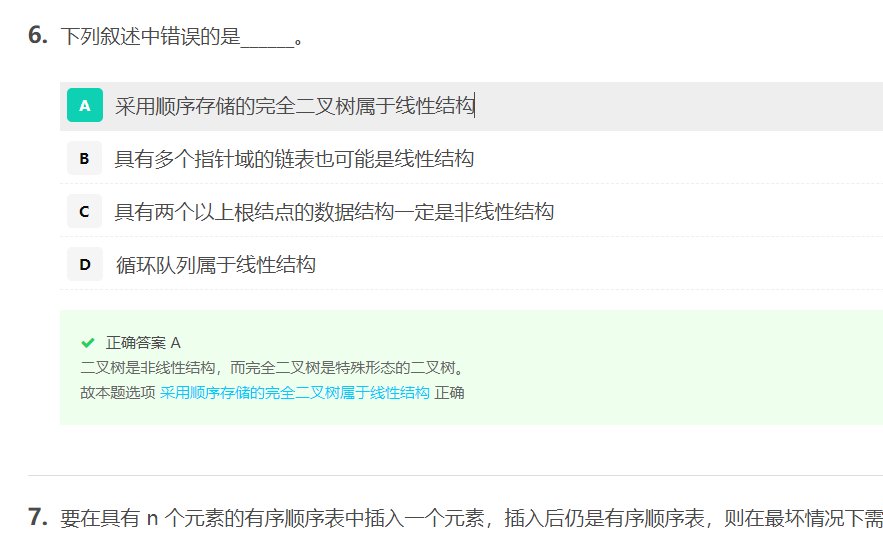 6. 下列叙述中错误的是______。
A 采用顺序存储的完全二叉树属于线性结构
B 具有多个指针域的链表也可能是线性结构
C 具有两个以上根结点的数据结构一定是非线性结构
D 循环队列属于线性结构
正确答案 A
二叉树是非线性结构，而完全二叉树是特殊形态的二叉树。
故本题选项 采用顺序存储的完全二叉树属于线性结构 正确
7. 要在具有 n 个元素的有序顺序表中插入一个元素，插入后仍是有序顺序表，则在最坏情况下需